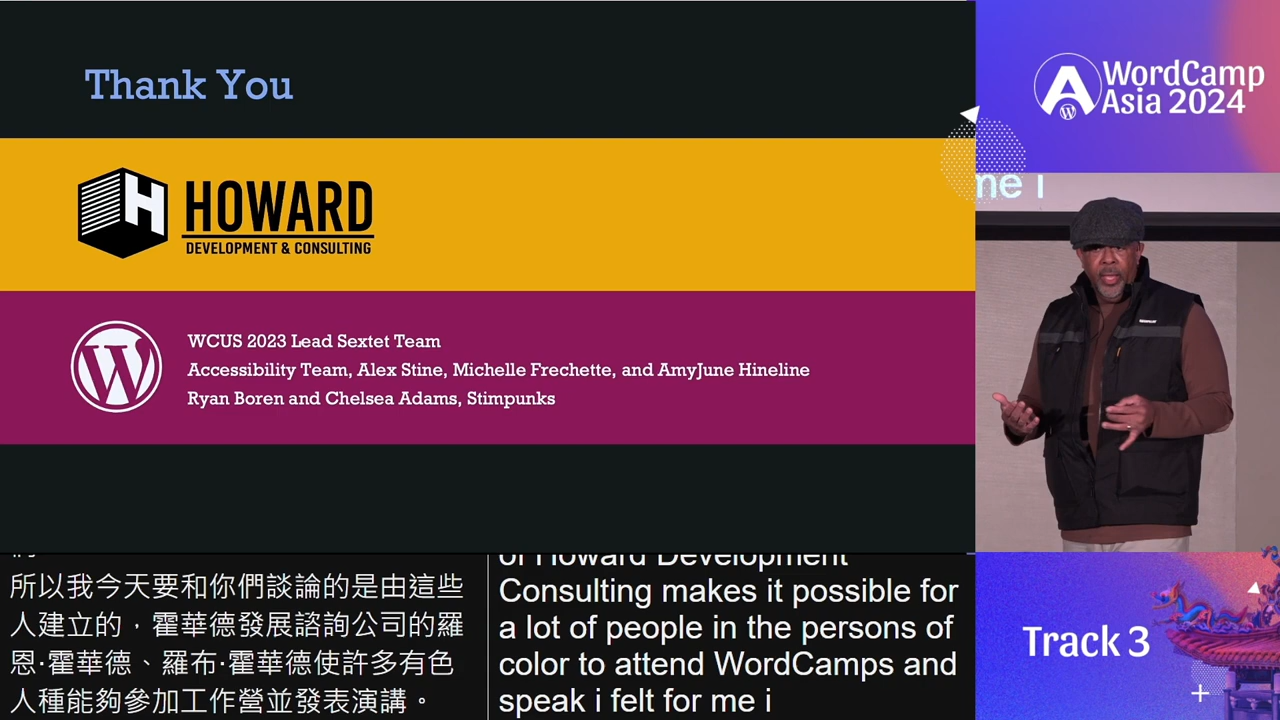 Thank You
HOWARD
DEVELOPMENT & CONSULTING
WCUS 2023 Lead Sextet Team
Accessibility Team, Alex Stine, Michelle Frechette, and AmyJune Hineline
Ryan Boren and Chelsea Adams, Stimpunks
WordCamp
Asia 2024
me i
所以我今天要和你們談論的是由這些
人建立的，霍華德發展諮詢公司的羅
恩·霍華德、羅布·霍華德使許多有色
人種能夠參加工作營並發表演講。
of Howard Development
Consulting makes it possible for
a lot of people in the persons of
color to attend WordCamps and
speak i felt for me i
Track 3